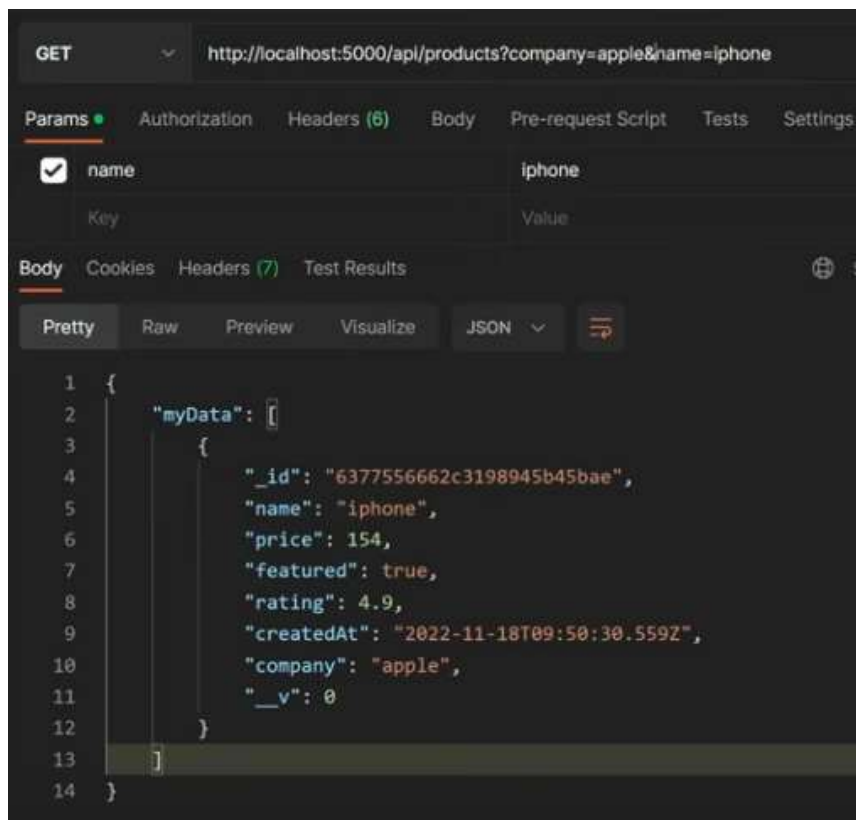 GET http://localhost:5000/api/products?company=apple&name=iphone
Params Authorization Headers (6) Body Pre-request Script Tests Settings
name iphone
Key Value
Body Cookies Headers (7) Test Results
Pretty Raw Preview Visualize JSON
1 {
2 "myData": [
3 {
4 "_id": "6377556662c3198945b45bae",
5 "name": "iphone",
6 "price": 154,
7 "featured": true,
8 "rating": 4.9,
9 "createdAt": "2022-11-18T09:50:30.559Z",
10 "company": "apple",
11 "__v": 0
12 }
13 ]
14 }